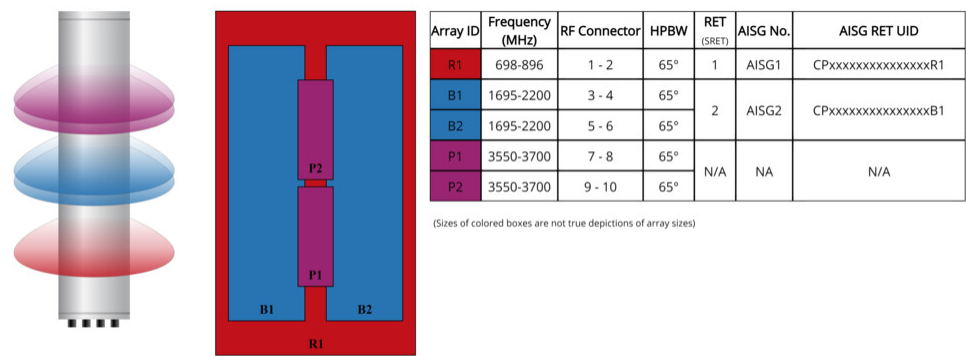 P2
P1
B1 B2
R1
Array ID Frequency (MHz) RF Connector HPBW RET (SRET) AISG No. AISG RET UID
R1 698-896 1 - 2 65° 1 AISG1 CPxxxxxxxxxxxxxxxxR1
B1 1695-2200 3 - 4 65° 2 AISG2 CPxxxxxxxxxxxxxxxxB1
B2 1695-2200 5 - 6 65°
P1 3550-3700 7 - 8 65° N/A NA N/A
P2 3550-3700 9 - 10 65°
(Sizes of colored boxes are not true depictions of array sizes)